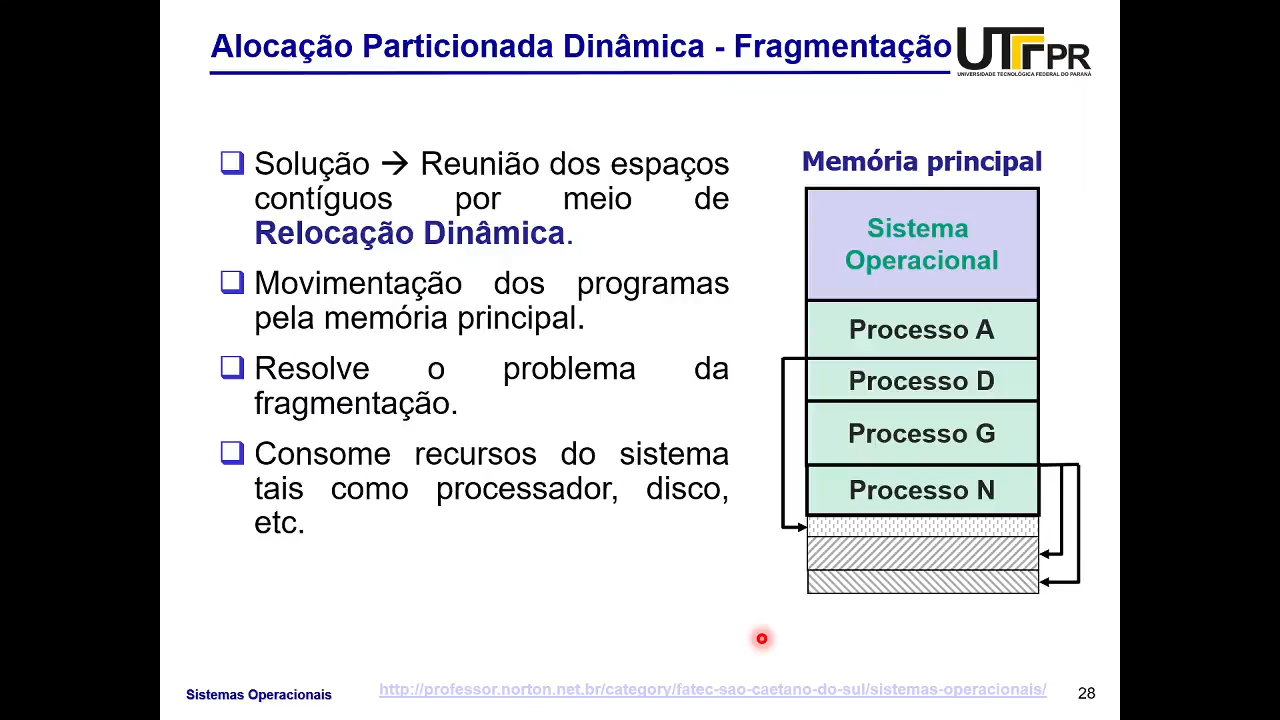 Alocação Particionada Dinâmica - Fragmentação
UTFPR
UNIVERSIDADE TECNOLÓGICA FEDERAL DO PARANÁ
Solução → Reunião dos espaços
contíguos por meio de
Relocação Dinâmica.
Movimentação dos programas
pela memória principal.
Resolve o problema da
fragmentação.
Consome recursos do sistema
tais como processador, disco,
etc.
Memória principal
Sistema
Operacional
Processo A
Processo D
Processo G
Processo N
Sistemas Operacionais
http://professor.norton.net.br/category/fatec-sao-caetano-do-sul/sistemas-operacionais/
28